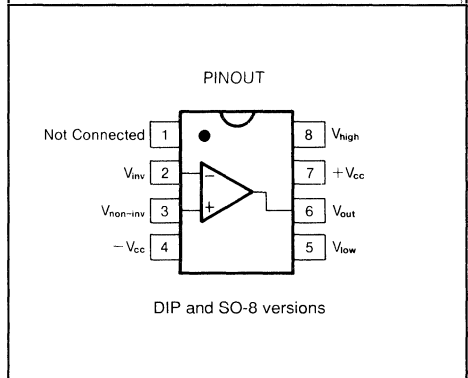 PINOUT
Not Connected 1 8 Vhigh
Vinv 2 − 7 +Vcc
Vnon-inv 3 + 6 Vout
−Vcc 4 5 Vlow
DIP and SO-8 versions